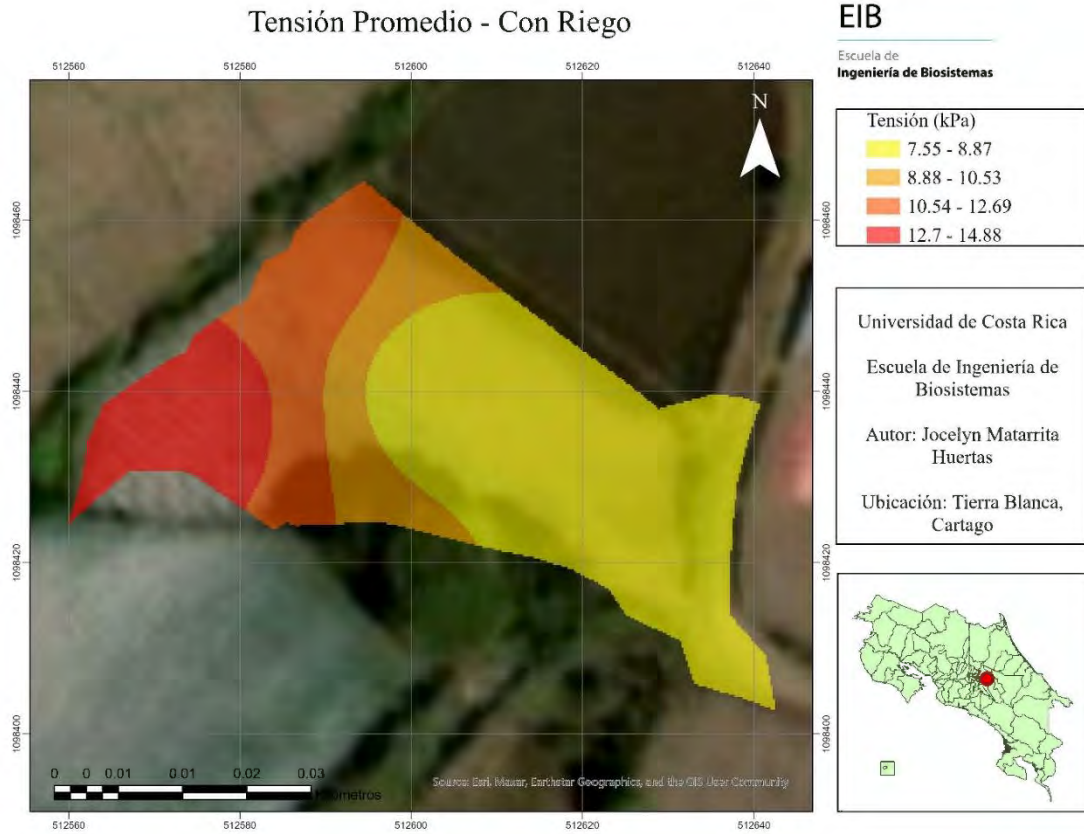 Tensión Promedio - Con Riego
EIB
Escuela de
Ingeniería de Biosistemas
512560
512580
512600
512620
512640
N
1098460
1098460
1098440
1098440
1098420
1098420
1098400
1098400
Tensión (kPa)
7.55 - 8.87
8.88 - 10.53
10.54 - 12.69
12.7 - 14.88
Universidad de Costa Rica
Escuela de Ingeniería de
Biosistemas
Autor: Jocelyn Matarrita
Huertas
Ubicación: Tierra Blanca,
Cartago
0 0 0.01 0.01 0.02 0.03
Kilómetros
Source: Esri, Maxar, Earthstar Geographics, and the GIS User Community
512560
512580
512600
512620
512640